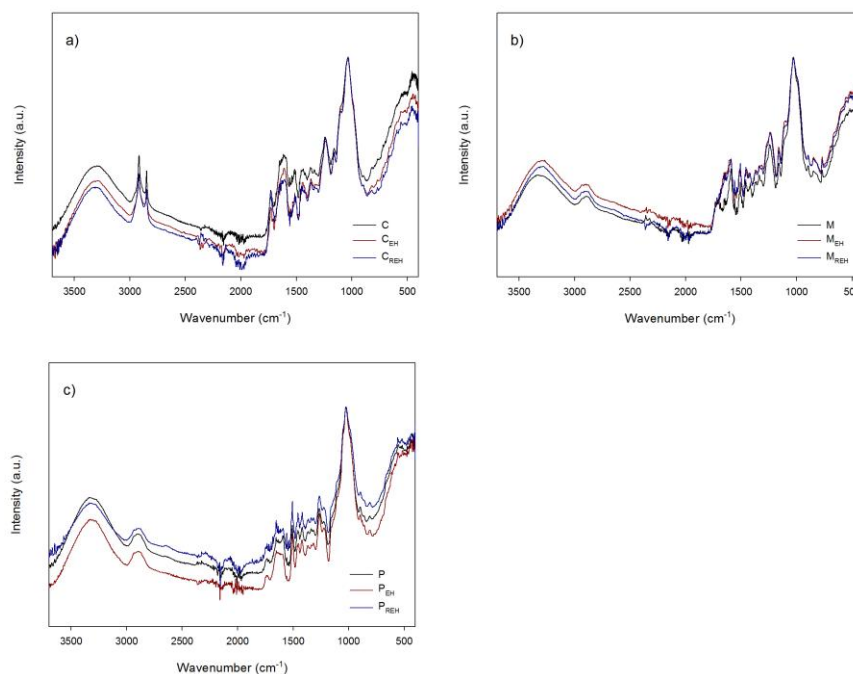 a)
Intensity (a.u.)
C
C_EH
C_REH
3500 3000 2500 2000 1500 1000 500
Wavenumber (cm⁻¹)
b)
Intensity (a.u.)
M
M_EH
M_REH
3500 3000 2500 2000 1500 1000 500
Wavenumber (cm⁻¹)
c)
Intensity (a.u.)
P
P_EH
P_REH
3500 3000 2500 2000 1500 1000 500
Wavenumber (cm⁻¹)